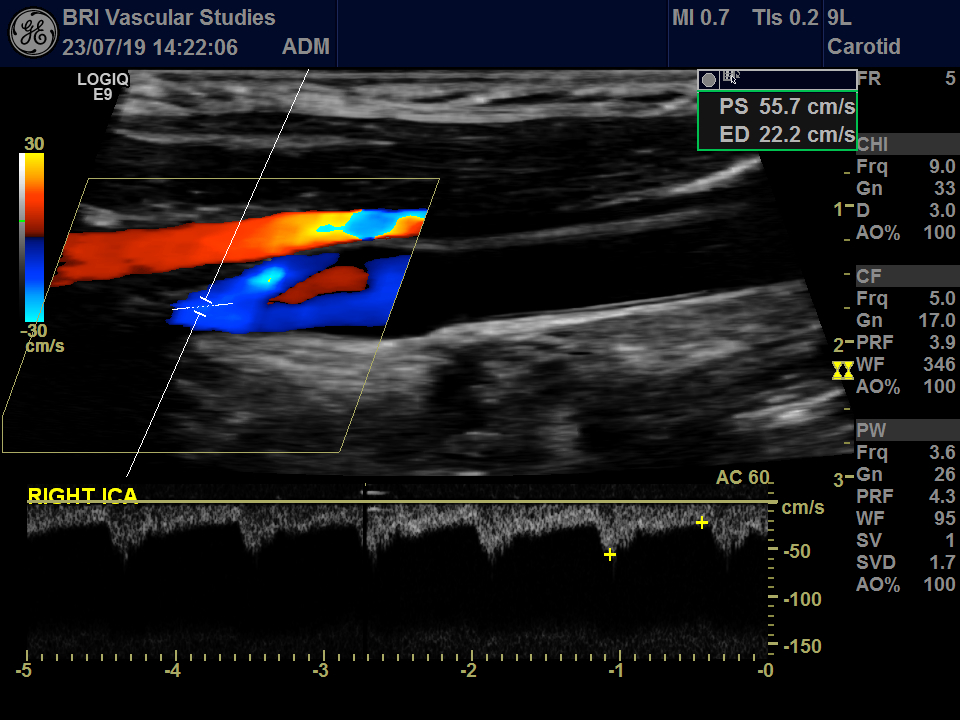 BRI Vascular Studies
23/07/19 14:22:06 ADM
MI 0.7 TIs 0.2
9L
Carotid
LOGIQ
E9
PS 55.7 cm/s
ED 22.2 cm/s
30
-30
cm/s
1
2
3
FR 5
CHI
Frq 9.0
Gn 33
D 3.0
AO% 100
CF
Frq 5.0
Gn 17.0
PRF 3.9
WF 346
AO% 100
PW
Frq 3.6
Gn 26
PRF 4.3
WF 95
SV 1
SVD 1.7
AO% 100
AC 60
RIGHT ICA
cm/s
-50
-100
-150
-5 -4 -3 -2 -1 -0